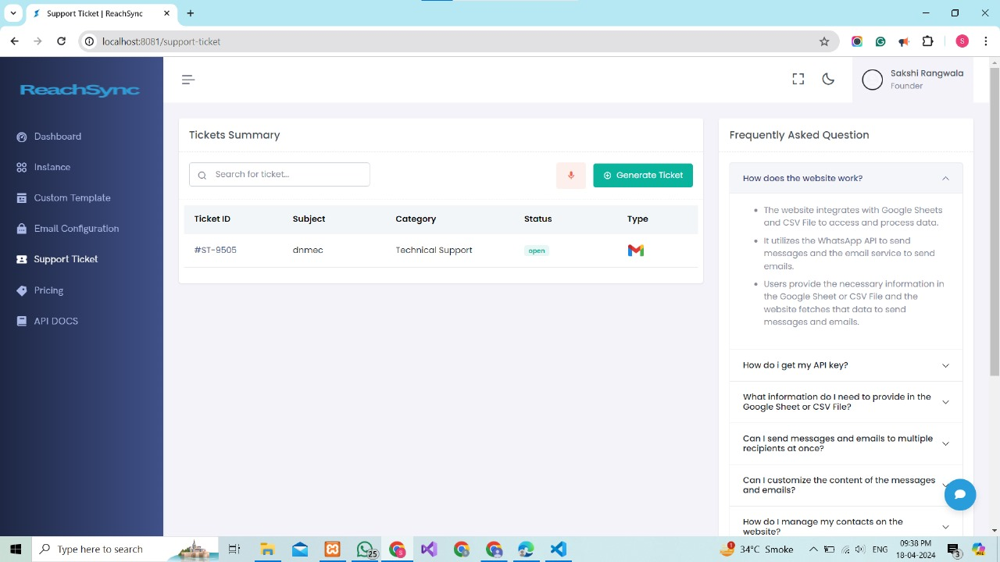 Support Ticket | ReachSync
localhost:8081/support-ticket
S
ReachSync
Sakshi Rangwala
Founder
Dashboard
Instance
Custom Template
Email Configuration
Support Ticket
Pricing
API DOCS
Tickets Summary
Search for ticket...
Generate Ticket
Ticket ID Subject Category Status Type
#ST-9505 dnmec Technical Support open
Frequently Asked Question
How does the website work?
The website integrates with Google Sheets
and CSV File to access and process data.
It utilizes the WhatsApp API to send
messages and the email service to send
emails.
Users provide the necessary information in
the Google Sheet or CSV File and the
website fetches that data to send
messages and emails.
How do i get my API key?
What information do I need to provide in the
Google Sheet or CSV File?
Can I send messages and emails to multiple
recipients at once?
Can I customize the content of the messages
and emails?
How do I manage my contacts on the
website?
Type here to search
25
S
1
34°C Smoke
ENG
09:38 PM
18-04-2024
3